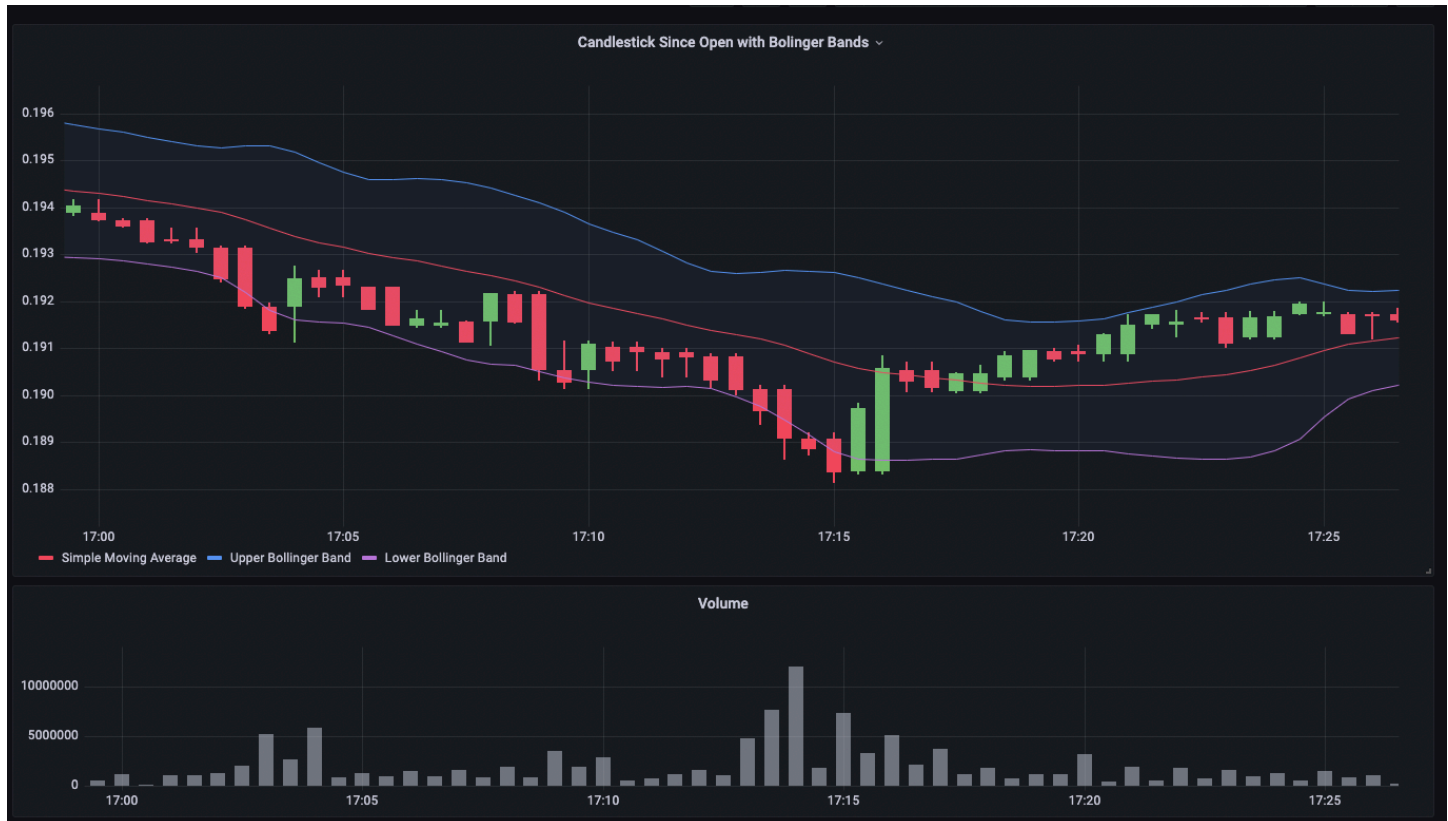 Candlestick Since Open with Bolinger Bands
0.196
0.195
0.194
0.193
0.192
0.191
0.190
0.189
0.188
17:00 17:05 17:10 17:15 17:20 17:25
Simple Moving Average Upper Bollinger Band Lower Bollinger Band
Volume
10000000
5000000
0
17:00 17:05 17:10 17:15 17:20 17:25